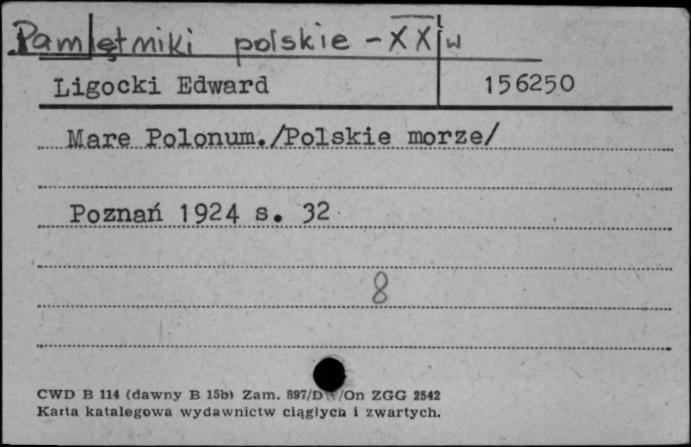 Pamiętniki polskie - XX w
Ligocki Edward 156250
Mare Polonum./Polskie morze/
Poznań 1924 s. 32
8
CWD B 114 (dawny B 15b) Zam. 897/D /On ZGG 2542
Karta katalogowa wydawnictw ciągłych i zwartych.